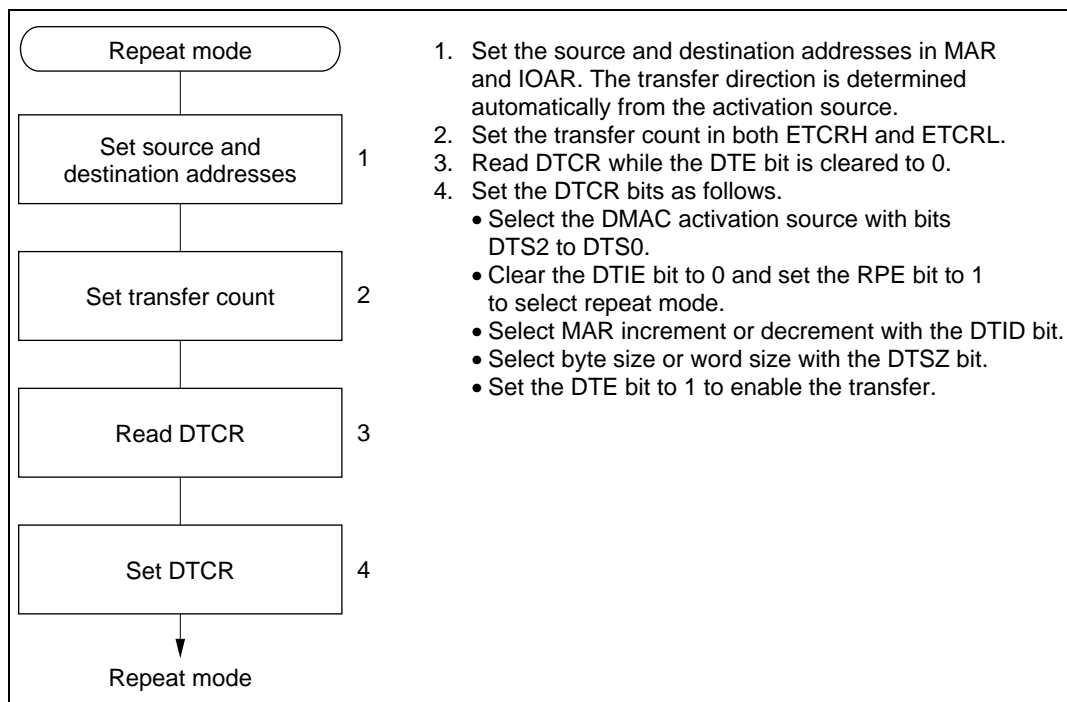 Repeat mode
Set source and
destination addresses
1
Set transfer count
2
Read DTCR
3
Set DTCR
4
Repeat mode
1. Set the source and destination addresses in MAR
and IOAR. The transfer direction is determined
automatically from the activation source.
2. Set the transfer count in both ETCRH and ETCRL.
3. Read DTCR while the DTE bit is cleared to 0.
4. Set the DTCR bits as follows.
• Select the DMAC activation source with bits
DTS2 to DTS0.
• Clear the DTIE bit to 0 and set the RPE bit to 1
to select repeat mode.
• Select MAR increment or decrement with the DTID bit.
• Select byte size or word size with the DTSZ bit.
• Set the DTE bit to 1 to enable the transfer.